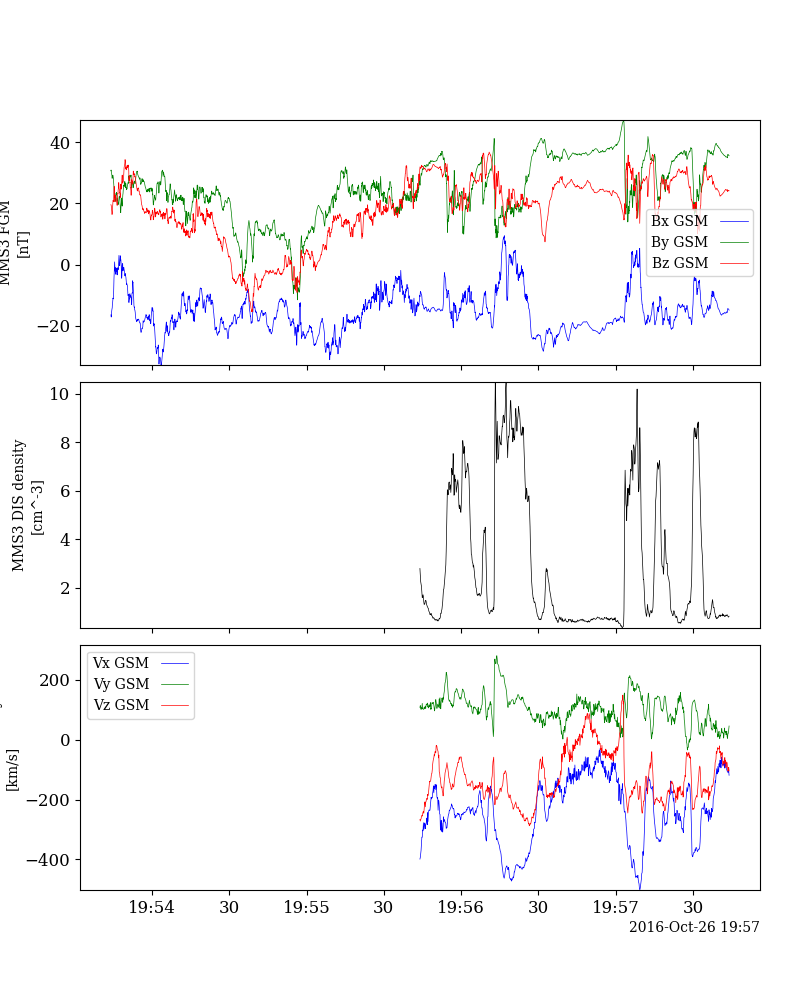 40
20
0
−20
MMS3 FGM
[nT]
Bx GSM
By GSM
Bz GSM
10
8
6
4
2
MMS3 DIS density
[cm^-3]
Vx GSM
Vy GSM
Vz GSM
200
0
−200
−400
[km/s]
19:54
30
19:55
30
19:56
30
19:57
30
2016-Oct-26 19:57